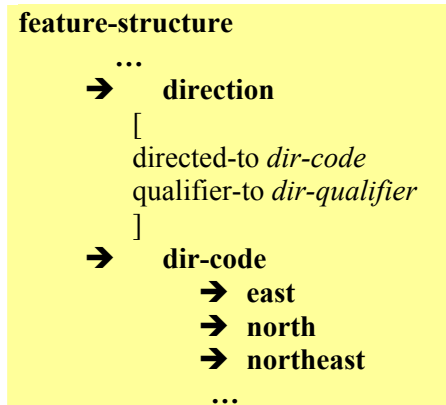 feature-structure
…
➔ direction
[
directed-to dir-code
qualifier-to dir-qualifier
]
➔ dir-code
➔ east
➔ north
➔ northeast
…